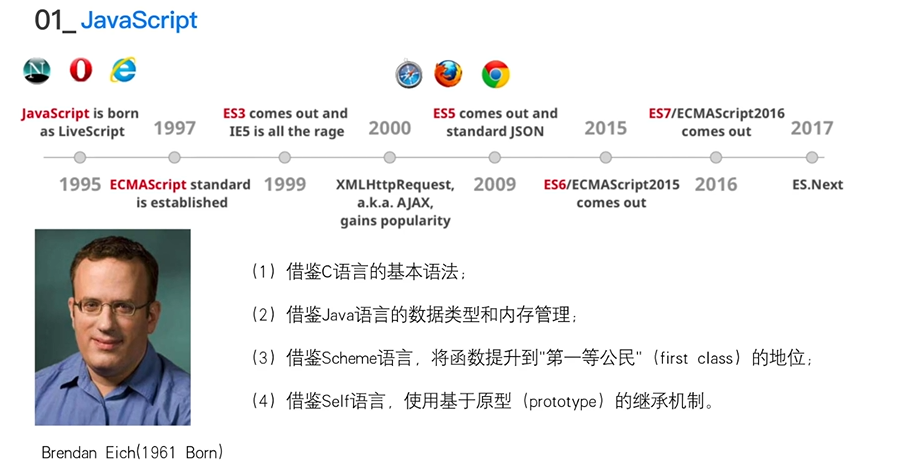 01_ JavaScript
JavaScript is born
as LiveScript
1997
ES3 comes out and
IE5 is all the rage
2000
ES5 comes out and
standard JSON
2015
ES7/ECMAScript2016
comes out
2017
1995
ECMAScript standard
is established
1999
XMLHttpRequest,
a.k.a. AJAX,
gains popularity
2009
ES6/ECMAScript2015
comes out
2016
ES.Next
（1）借鉴C语言的基本语法；
（2）借鉴Java语言的数据类型和内存管理；
（3）借鉴Scheme语言，将函数提升到"第一等公民"（first class）的地位；
（4）借鉴Self语言，使用基于原型（prototype）的继承机制。
Brendan Eich(1961 Born)